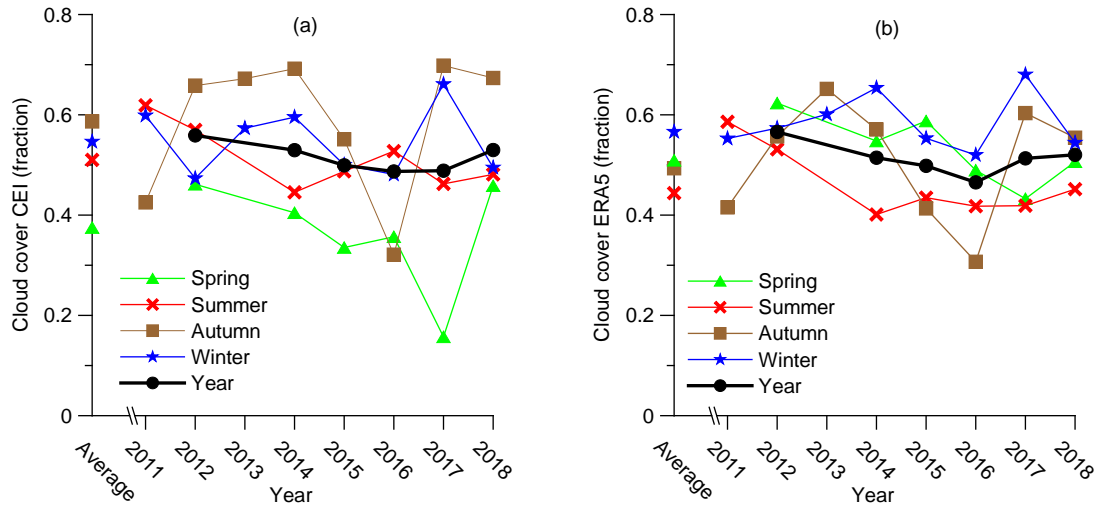 (a)
Cloud cover CEI (fraction)
0.8
0.6
0.4
0.2
0
Spring
Summer
Autumn
Winter
Year
Average
2011
2012
2013
2014
2015
2016
2017
2018
Year
(b)
Cloud cover ERA5 (fraction)
0.8
0.6
0.4
0.2
0
Spring
Summer
Autumn
Winter
Year
Average
2011
2012
2013
2014
2015
2016
2017
2018
Year